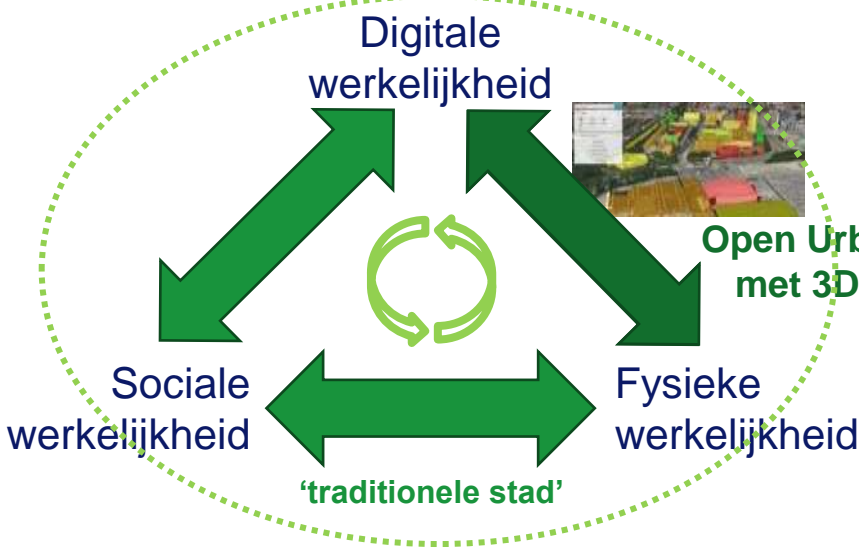 Digitale
werkelijkheid
Open Urb
met 3D
Sociale
werkelijkheid
Fysieke
werkelijkheid
‘traditionele stad’